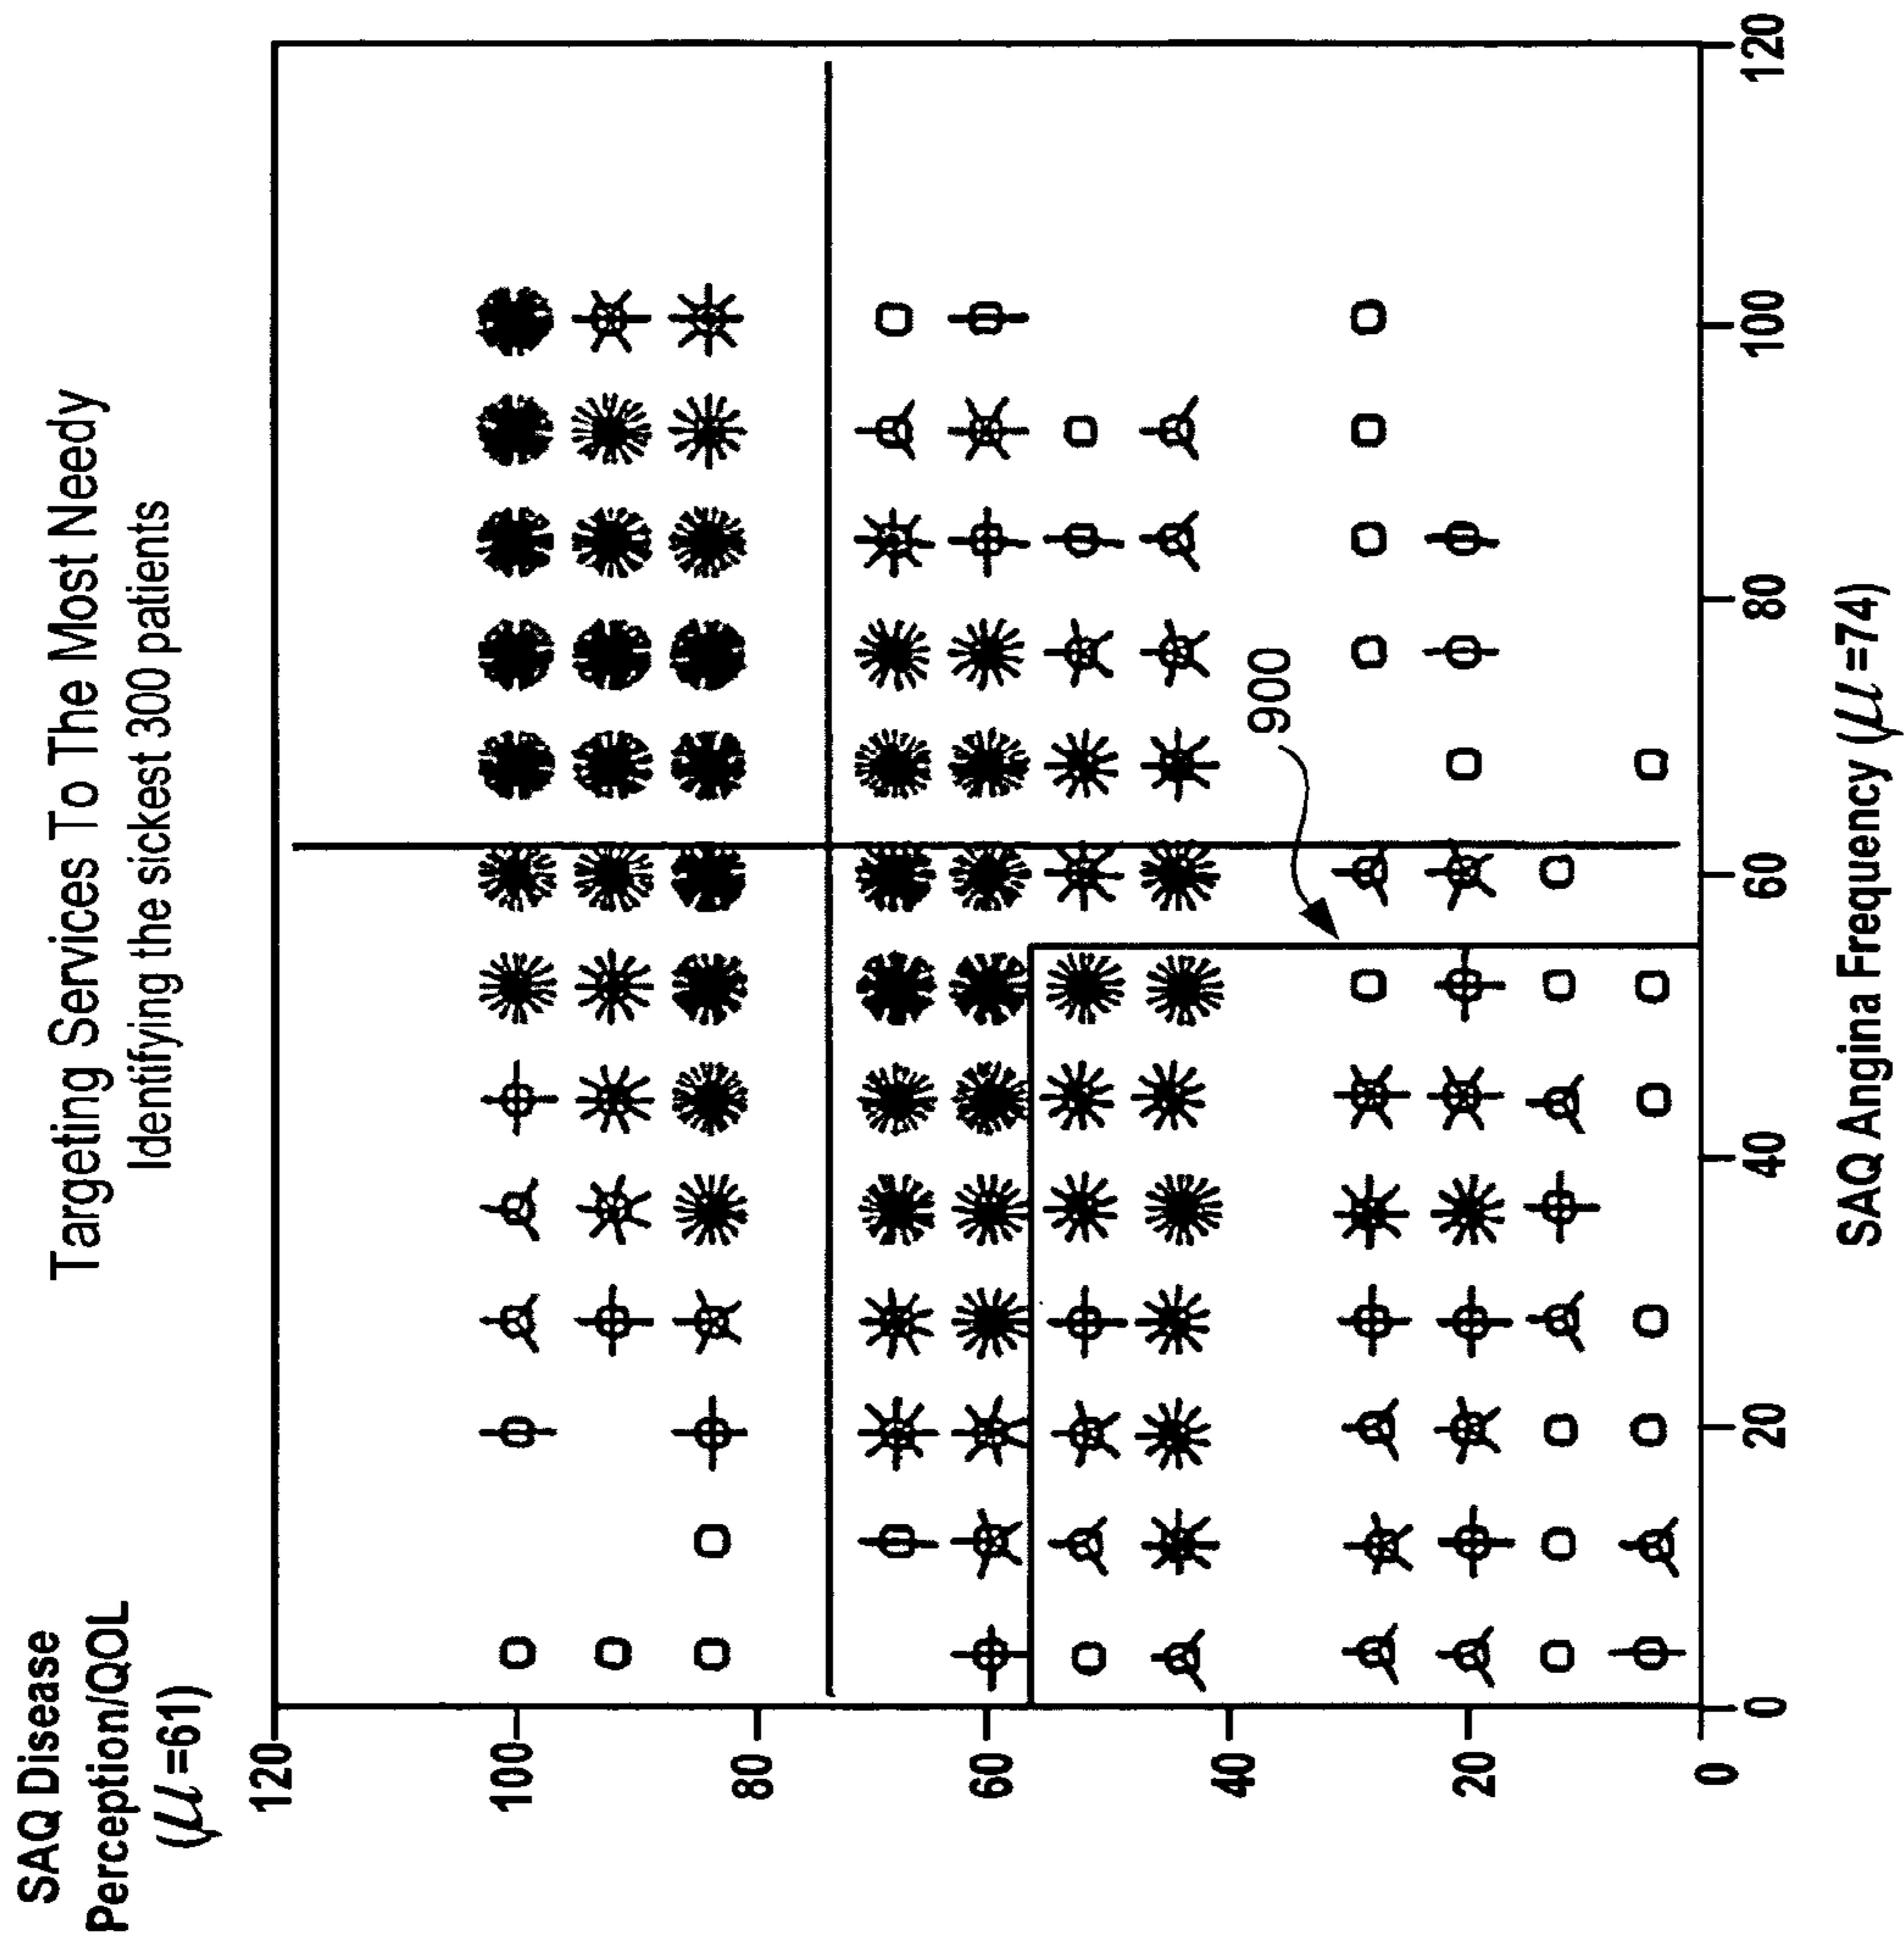 Targeting Services To The Most Needy
Identifying the sickest 300 patients
SAQ Disease
Perception/QOL
(μ=61)
120
100
80
60
40
20
0
900
0
20
40
60
80
100
120
SAQ Angina Frequency (μ=74)